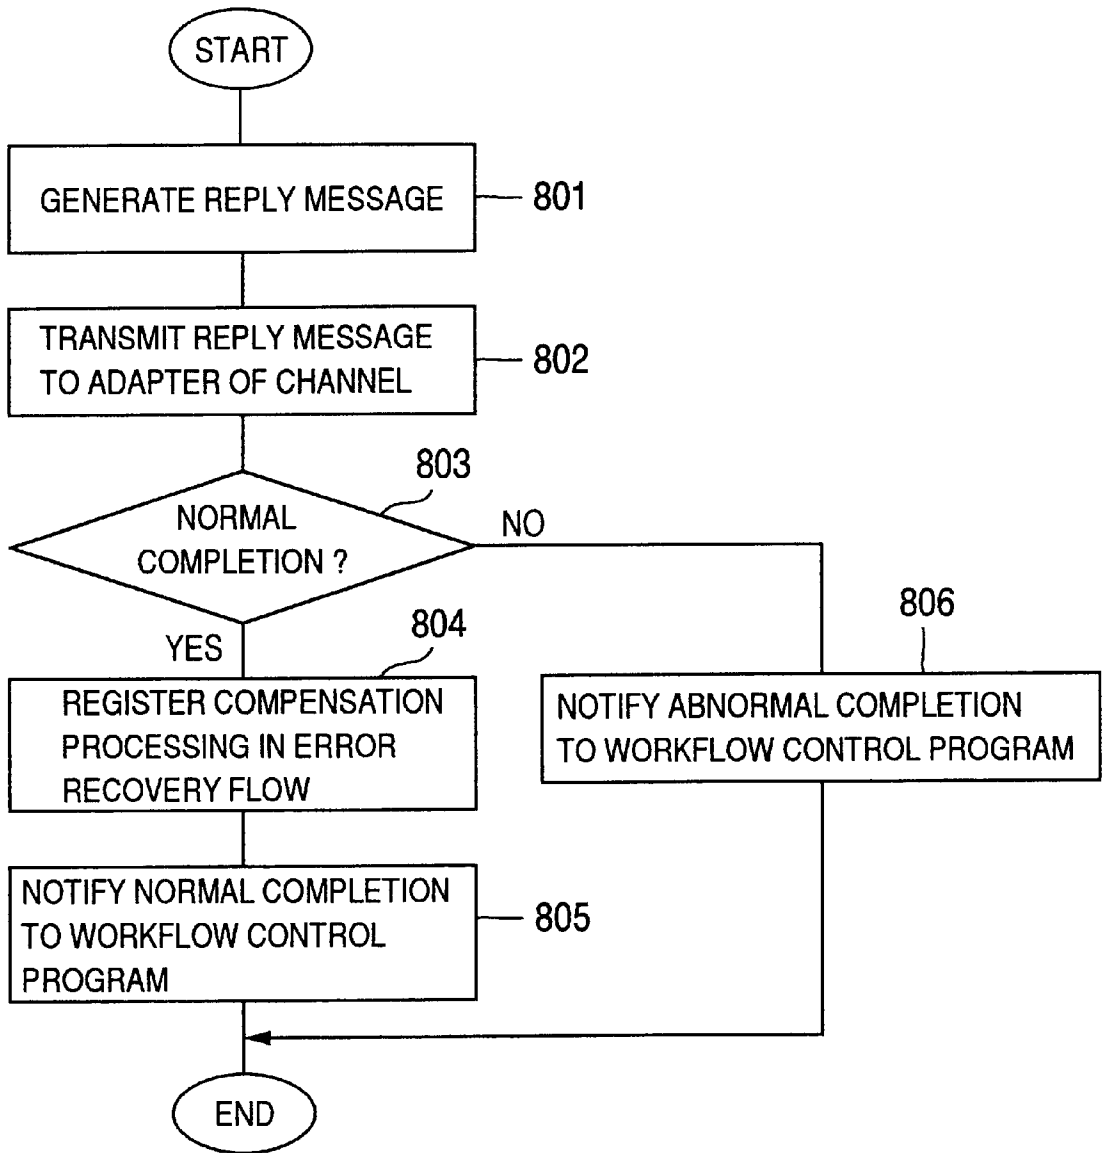 START
GENERATE REPLY MESSAGE
801
TRANSMIT REPLY MESSAGE
TO ADAPTER OF CHANNEL
802
803
NORMAL
COMPLETION ?
NO
YES
804
REGISTER COMPENSATION
PROCESSING IN ERROR
RECOVERY FLOW
806
NOTIFY ABNORMAL COMPLETION
TO WORKFLOW CONTROL PROGRAM
NOTIFY NORMAL COMPLETION
TO WORKFLOW CONTROL
PROGRAM
805
END